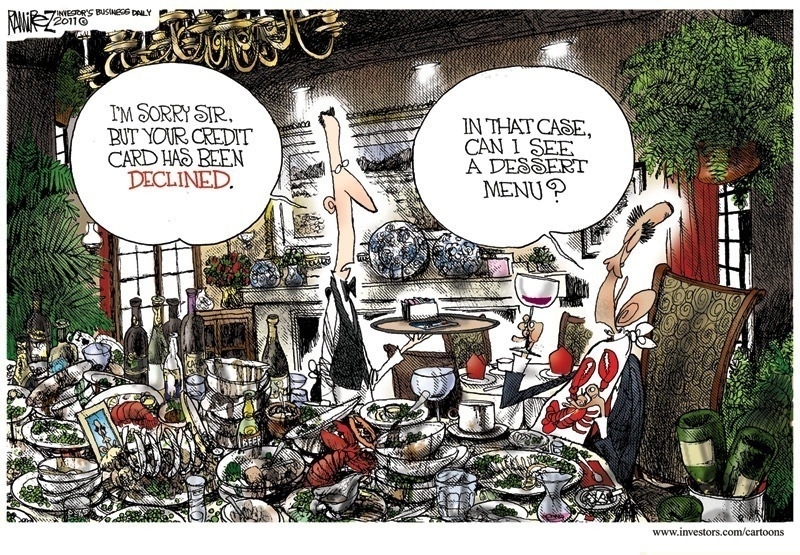 RAMIREZ INVESTOR'S BUSINESS DAILY
2011©
I'M SORRY SIR,
BUT YOUR CREDIT
CARD HAS BEEN
DECLINED.
IN THAT CASE,
CAN I SEE
A DESSERT
MENU?
BEER
www.investors.com/cartoons